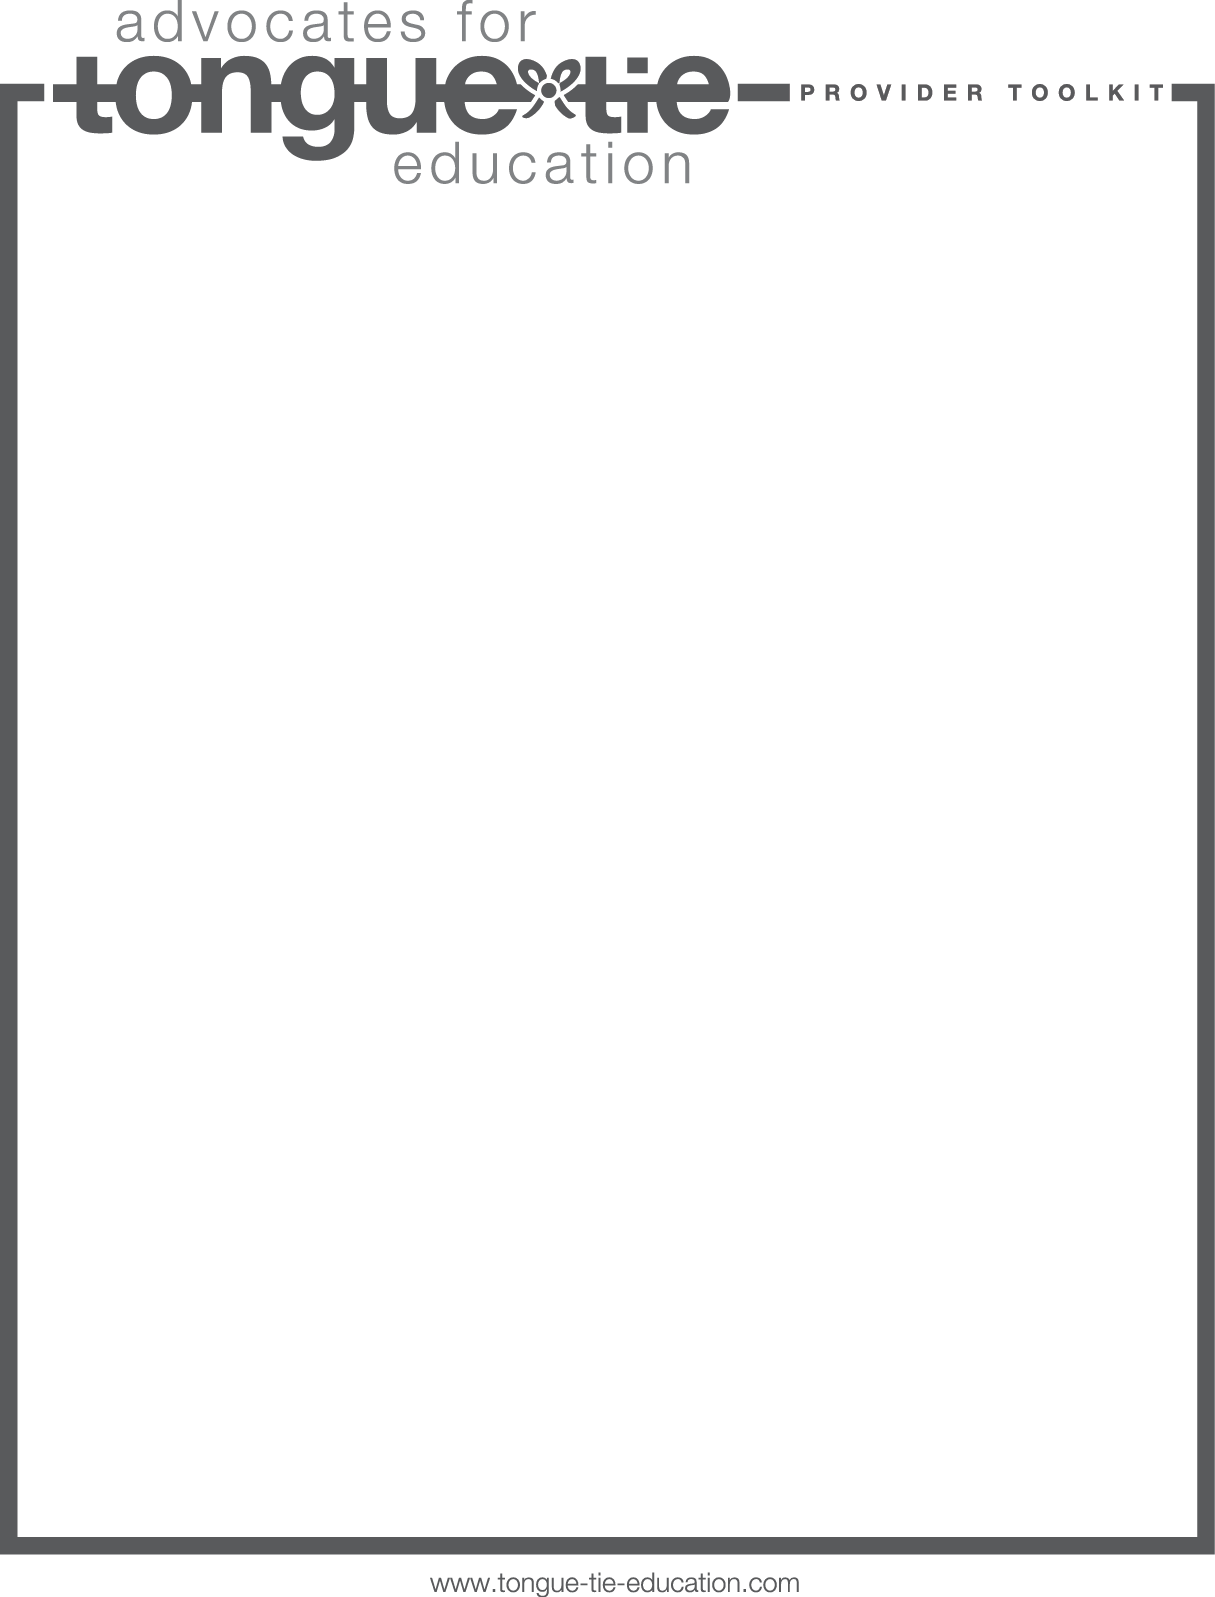 advocates for
tongue tie
PROVIDER TOOLKIT
education
www.tongue-tie-education.com